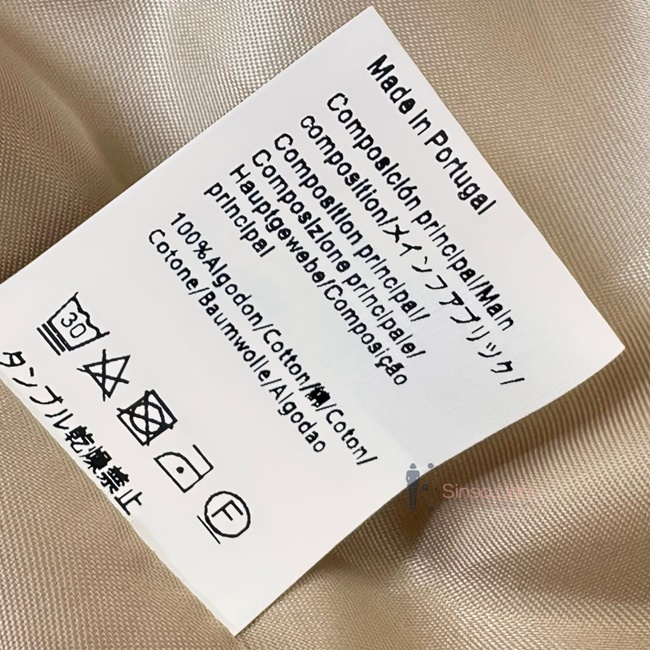 Made In Portugal
Composición principal/Main
composition/メインフアブリック/
Composition principal/
Composizione principale/
Hauptgewebe/Composição
principal
100%Algodon/Cotton/綿/Coton/
Cotone/Baumwolle/Algodao
30
F
タンブル乾燥禁止